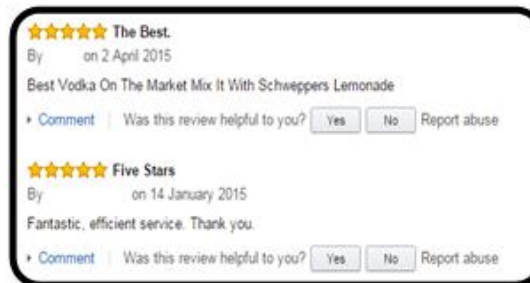 The Best.
By on 2 April 2015
Best Vodka On The Market Mix It With Schweppers Lemonade
Comment | Was this review helpful to you? Yes No Report abuse
Five Stars
By on 14 January 2015
Fantastic, efficient service. Thank you.
Comment | Was this review helpful to you? Yes No Report abuse